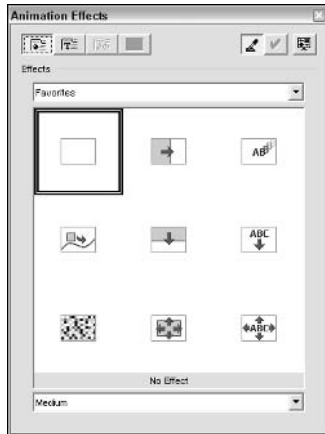 Animation Effects
Effects
Favorites
AB
ABC
ABC
No Effect
Medium